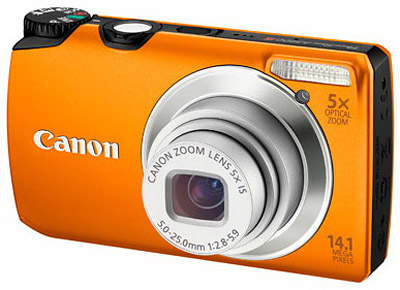 Canon
5x
OPTICAL
ZOOM
CANON ZOOM LENS 5x IS
5.0-25.0mm 1:2.8-5.9
14.1
MEGA
PIXELS